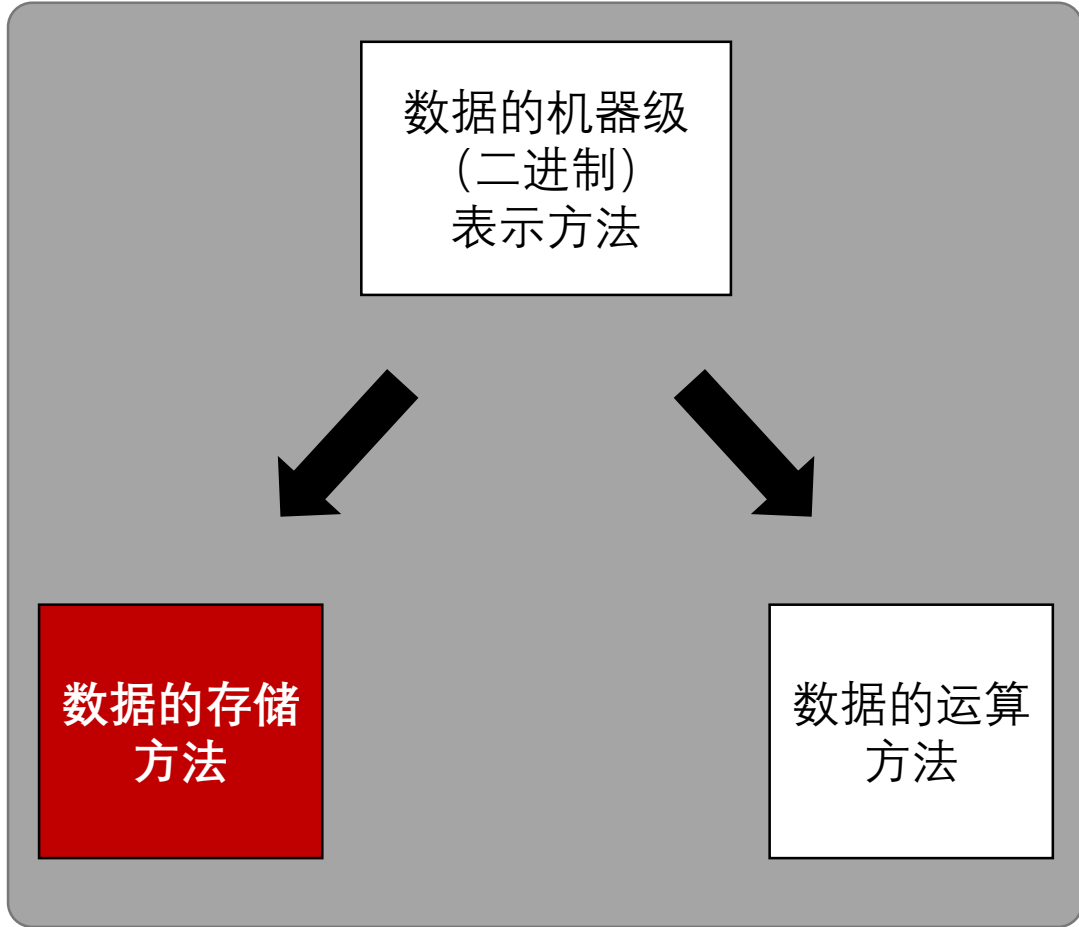 数据的机器级
（二进制）
表示方法
数据的存储
方法
数据的运算
方法